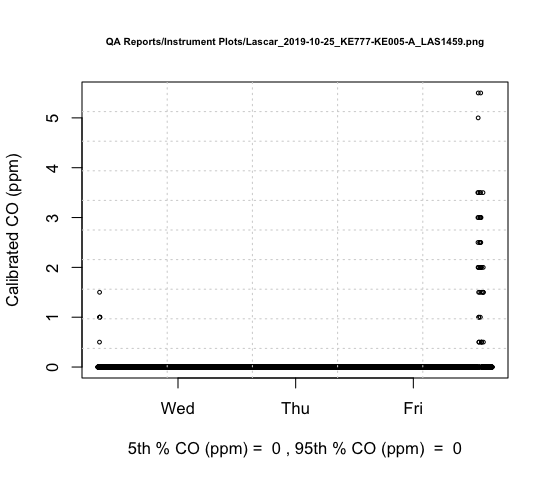 QA Reports/Instrument Plots/Lascar_2019-10-25_KE777-KE005-A_LAS1459.png
Calibrated CO (ppm)
5
4
3
2
1
0
Wed Thu Fri
5th % CO (ppm) = 0 , 95th % CO (ppm) = 0